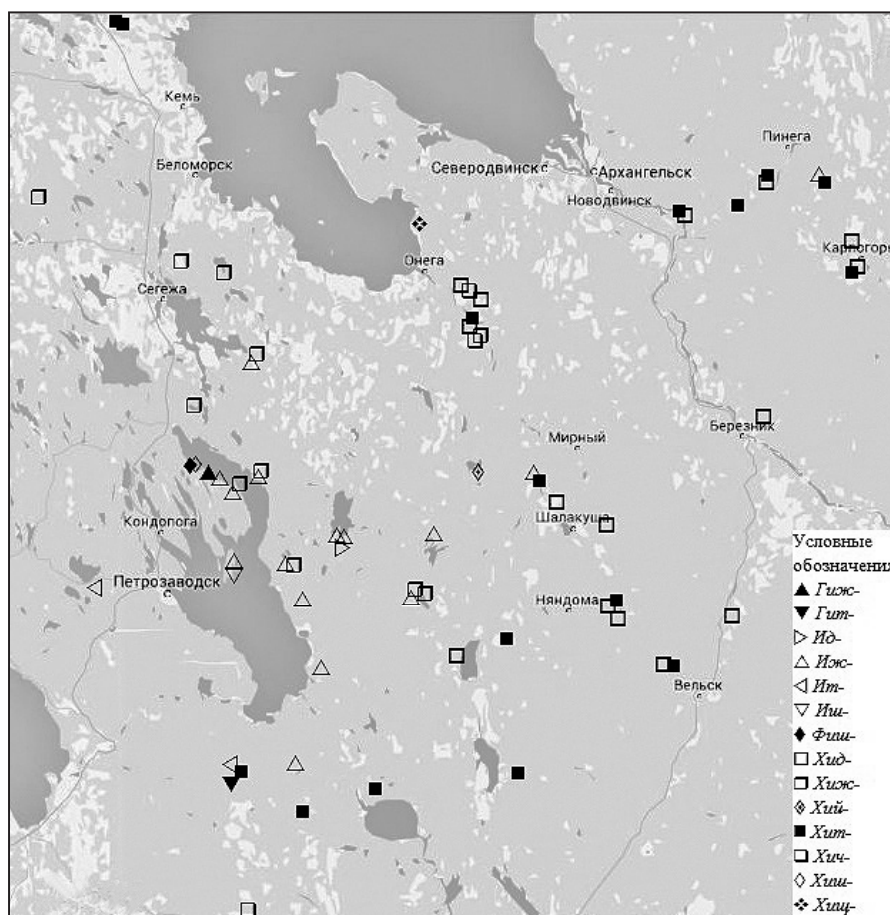 Кемь
Пинега
Беломорск
Северодвинск
Архангельск
Новодвинск
Онега
Карпогоры
Сегежа
Мирный
Березник
Кондопога
Шалакуша
Петрозаводск
Няндома
Вельск
Условные
обозначения
Гиж-
Гит-
Ид-
Иж-
Ит-
Иш-
Фиш-
Хид-
Хиж-
Хий-
Хит-
Хич-
Хиш-
Хищ-